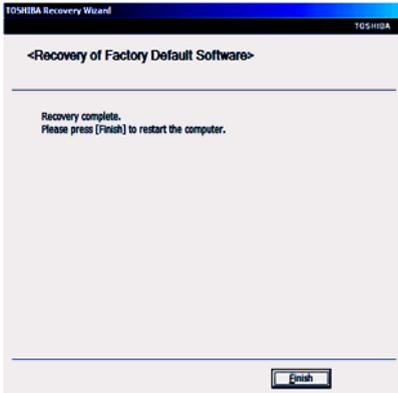 TOSHIBA Recovery Wizard
TOSHIBA
<Recovery of Factory Default Software>
Recovery complete.
Please press [Finish] to restart the computer.
Finish